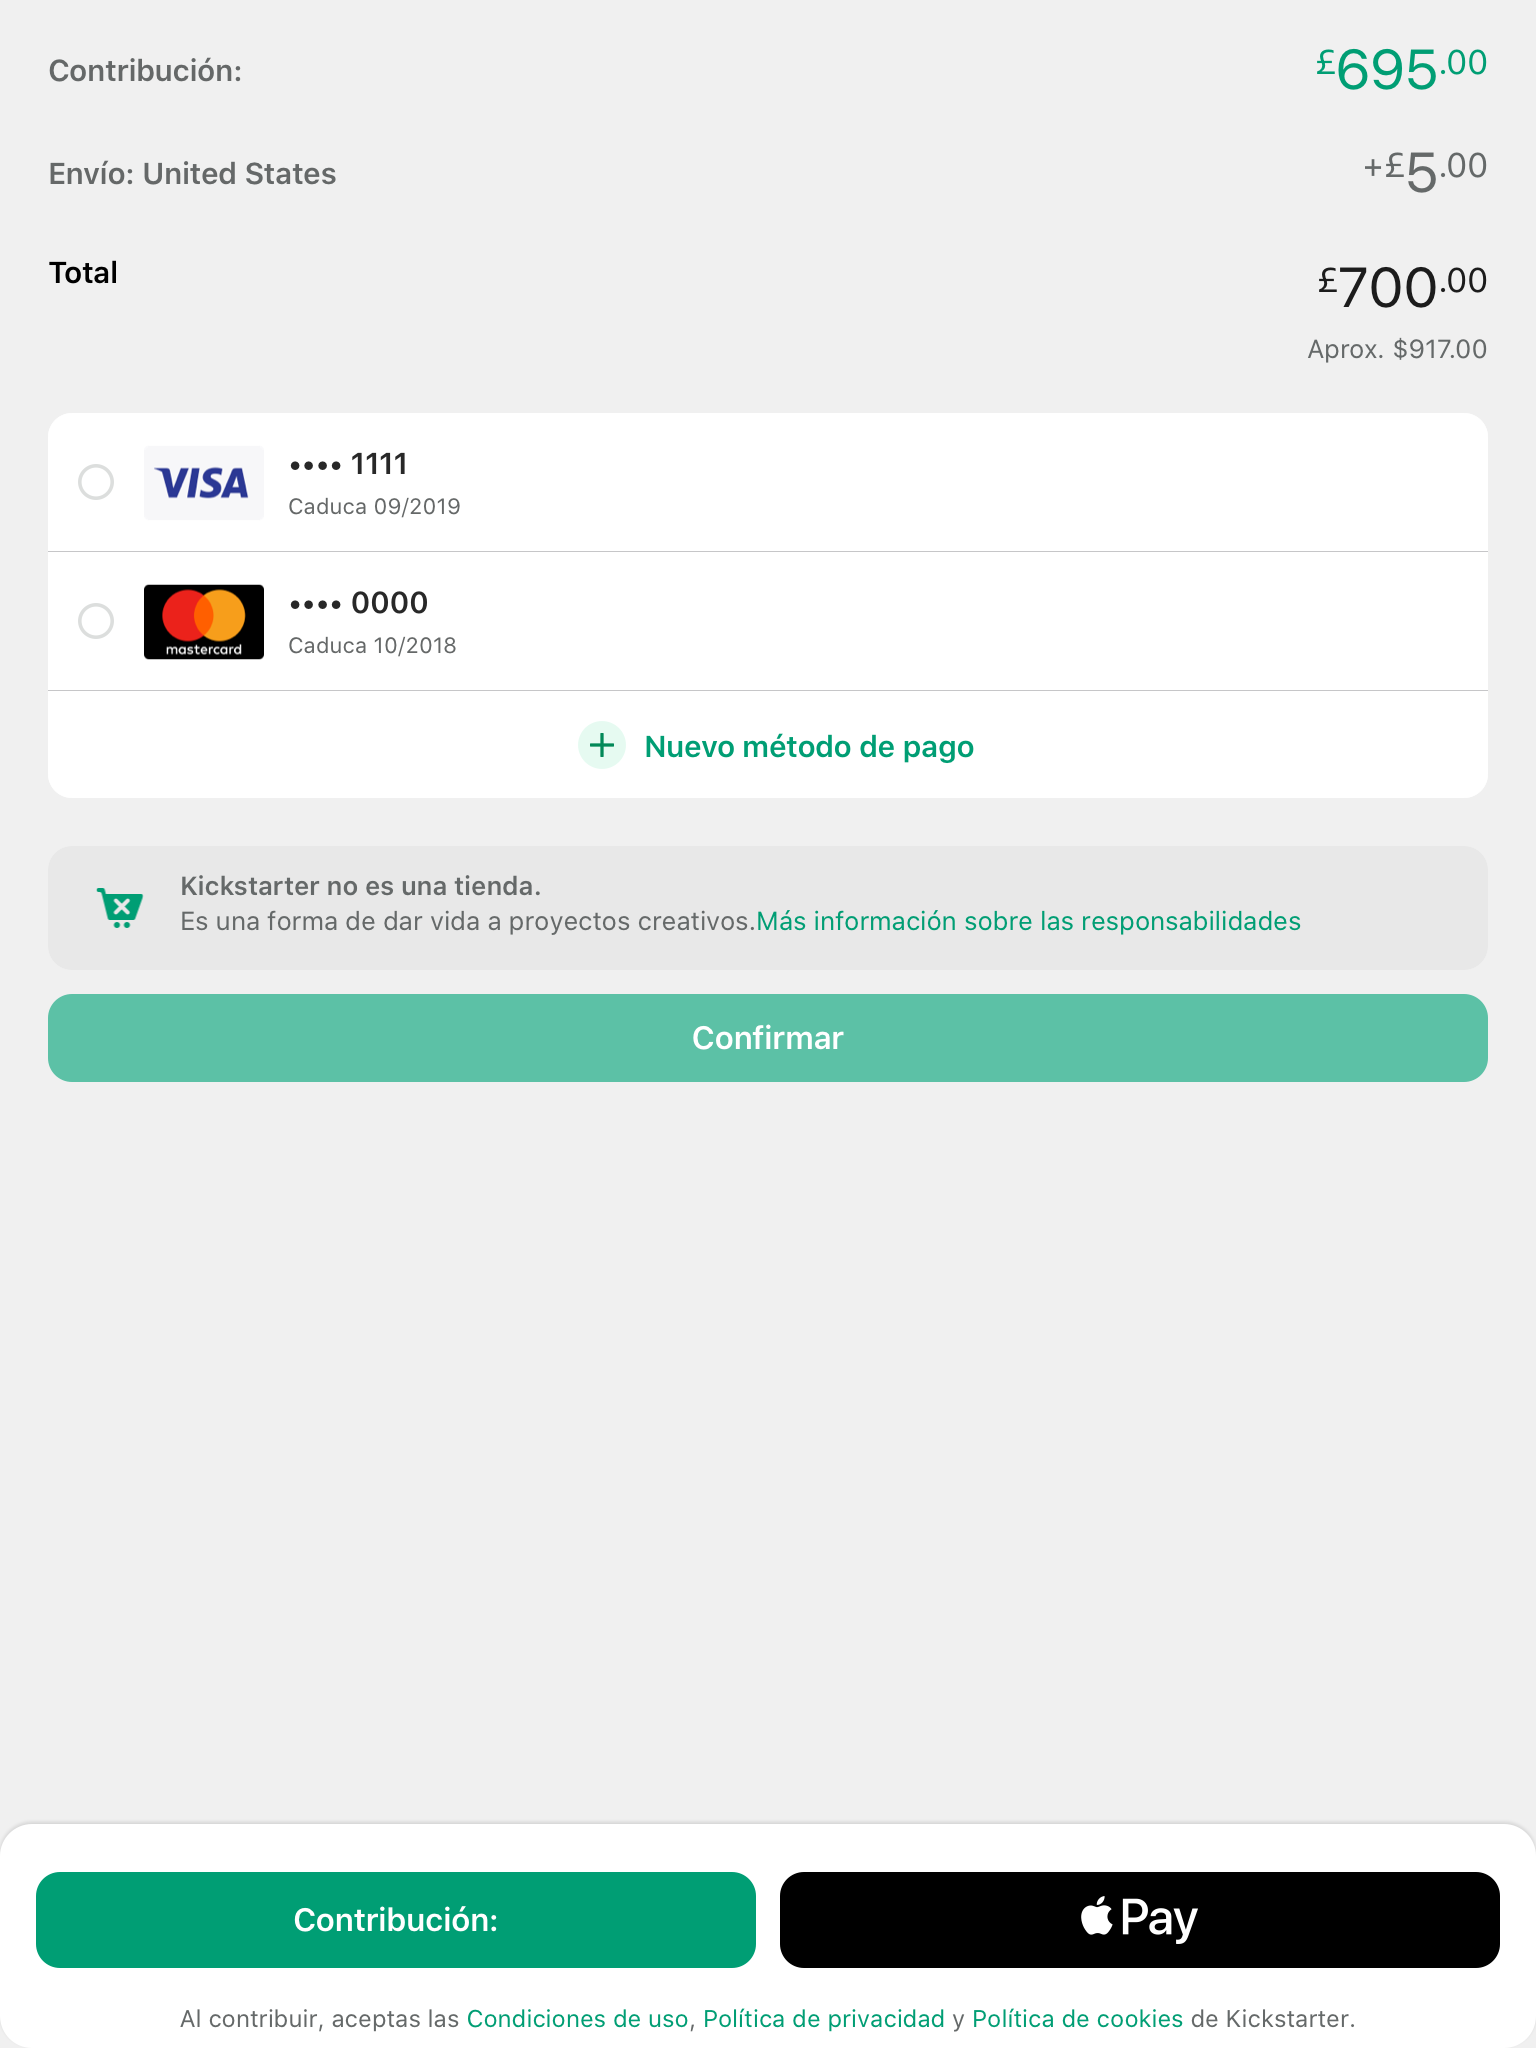 Contribución:
£695.00
Envío: United States
+£5.00
Total
£700.00
Aprox. $917.00
VISA
•••• 1111
Caduca 09/2019
mastercard
•••• 0000
Caduca 10/2018
Nuevo método de pago
Kickstarter no es una tienda.
Es una forma de dar vida a proyectos creativos.Más información sobre las responsabilidades
Confirmar
Contribución:
Pay
Al contribuir, aceptas las Condiciones de uso, Política de privacidad y Política de cookies de Kickstarter.